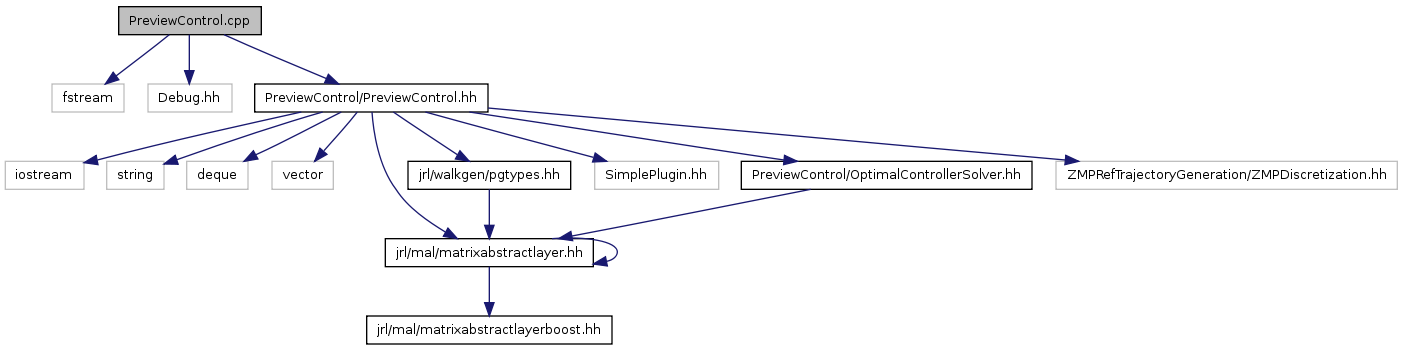 PreviewControl.cpp
fstream
Debug.hh
PreviewControl/PreviewControl.hh
iostream
string
deque
vector
jrl/walkgen/pgtypes.hh
SimplePlugin.hh
PreviewControl/OptimalControllerSolver.hh
ZMPRefTrajectoryGeneration/ZMPDiscretization.hh
jrl/mal/matrixabstractlayer.hh
jrl/mal/matrixabstractlayerboost.hh